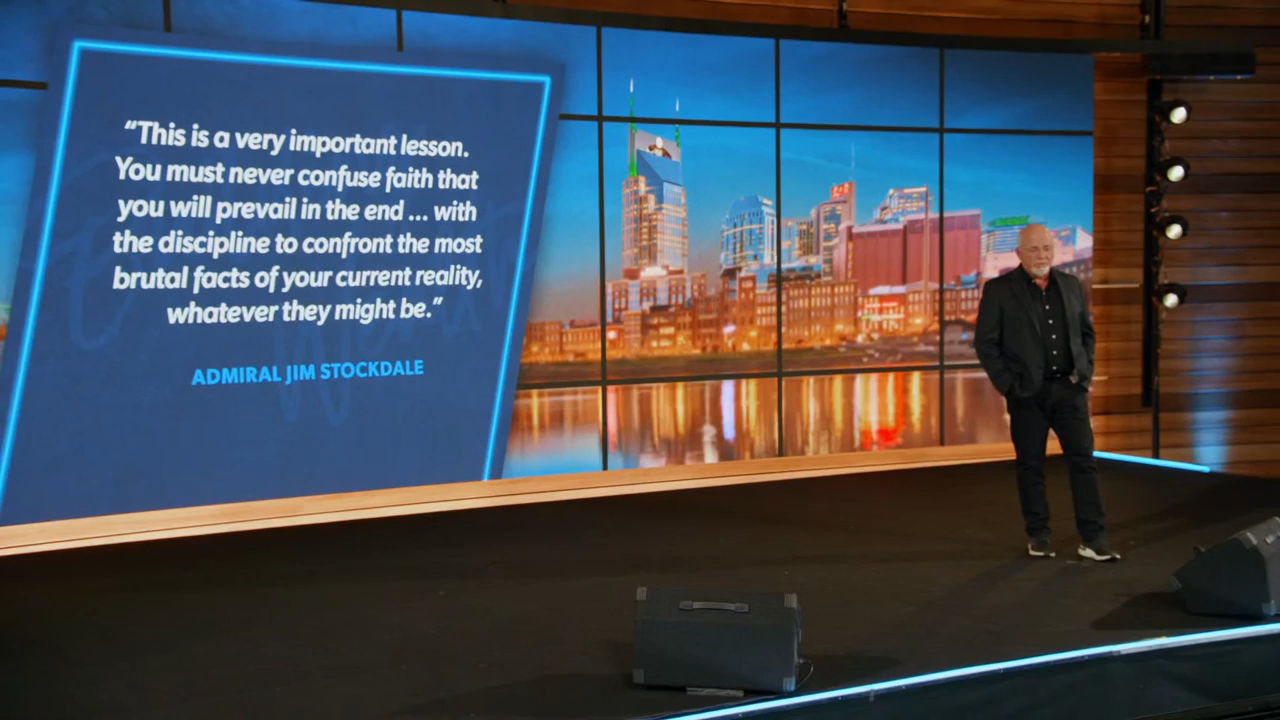 “This is a very important lesson.
You must never confuse faith that
you will prevail in the end ... with
the discipline to confront the most
brutal facts of your current reality,
whatever they might be.”
ADMIRAL JIM STOCKDALE